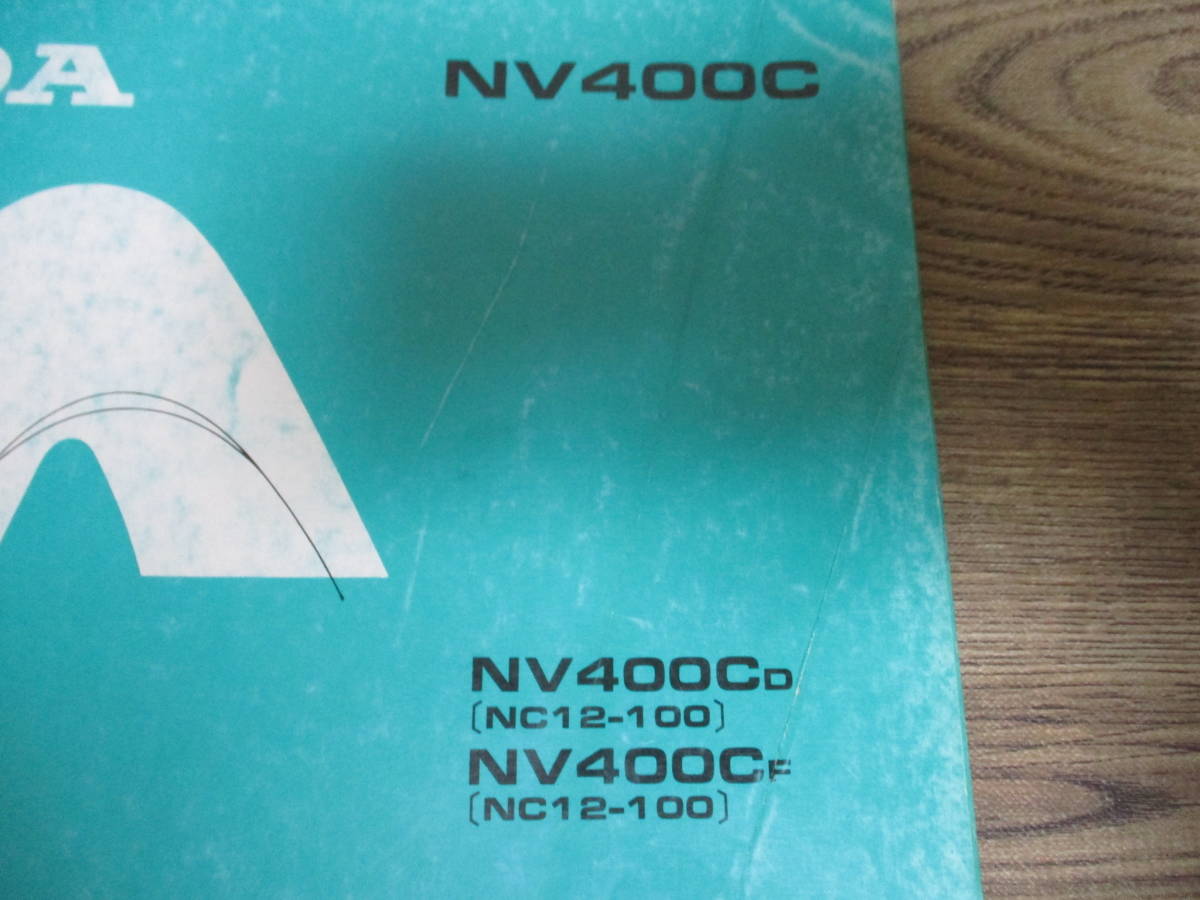 DA
NV400C
NV400CD
〔NC12-100〕
NV400CF
〔NC12-100〕